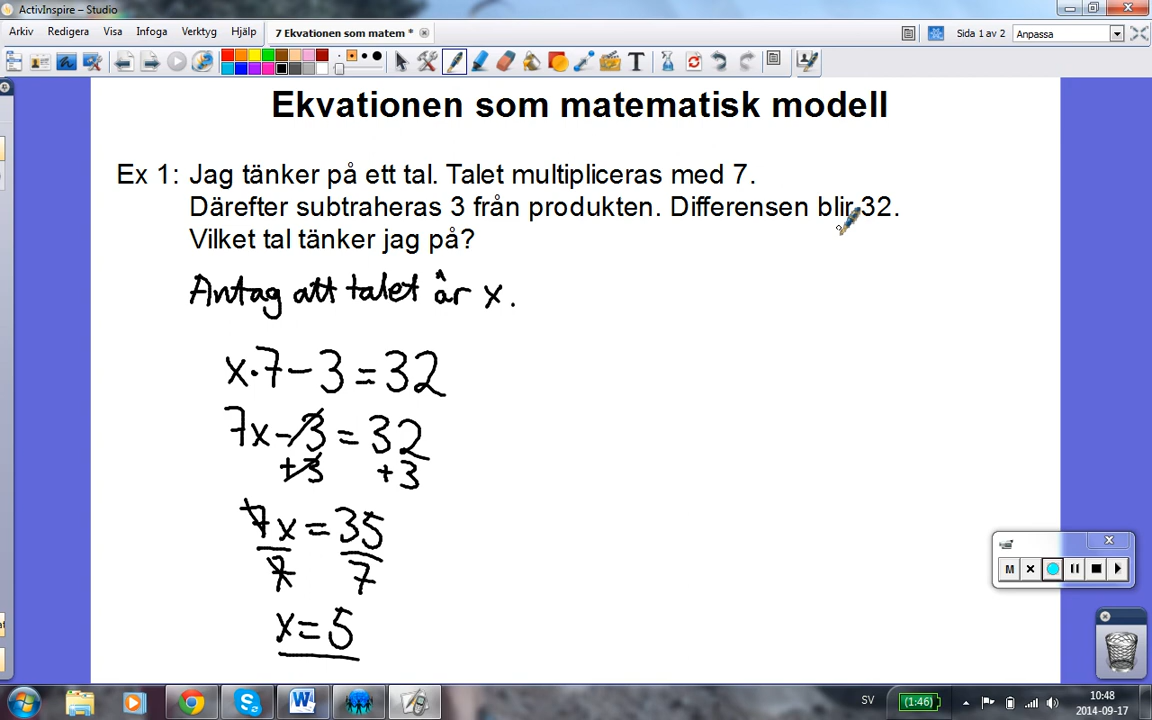 ActivInspire – Studio
Arkiv Redigera Visa Infoga Verktyg Hjälp 7 Ekvationen som matem * Sida 1 av 2 Anpassa
Ekvationen som matematisk modell
Ex 1: Jag tänker på ett tal. Talet multipliceras med 7.
Därefter subtraheras 3 från produkten. Differensen blir 32.
Vilket tal tänker jag på?
Antag att talet är x.
x·7-3=32
7x-3=32
+3 +3
7x=35
7 7
x=5
M
SV (1:46) 10:48
2014-09-17